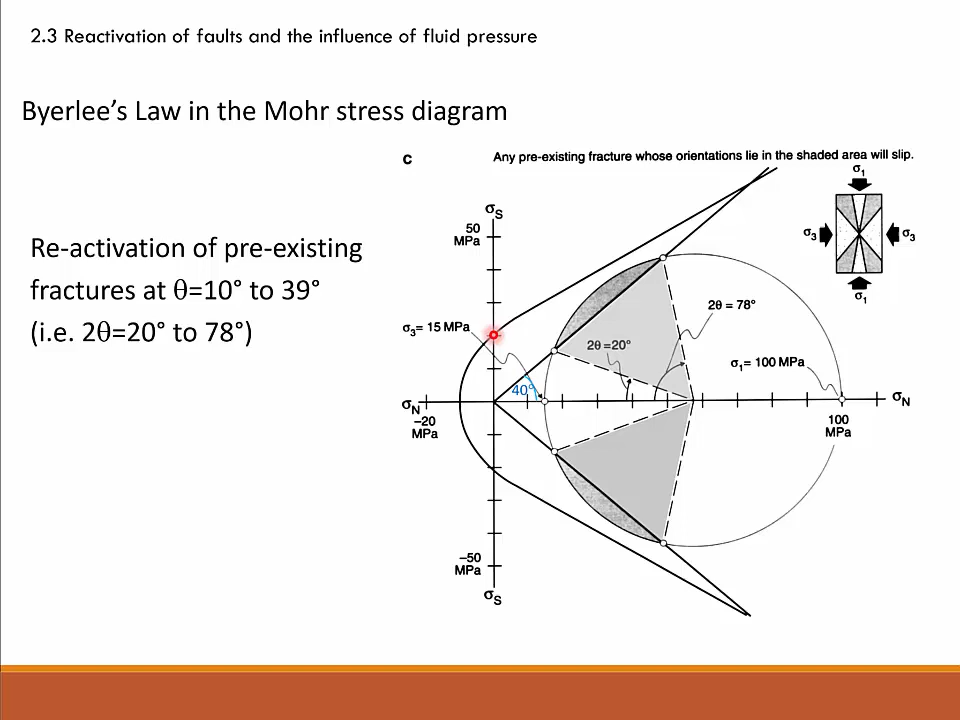 2.3 Reactivation of faults and the influence of fluid pressure
Byerlee's Law in the Mohr stress diagram
c
Any pre-existing fracture whose orientations lie in the shaded area will slip.
σ1
σS
50
MPa
σ3
σ3
Re-activation of pre-existing
fractures at θ=10° to 39°
(i.e. 2θ=20° to 78°)
σ1
2θ = 78°
σ3= 15 MPa
2θ =20°
σ1= 100 MPa
40°
σN
σN
–20
MPa
100
MPa
–50
MPa
σS